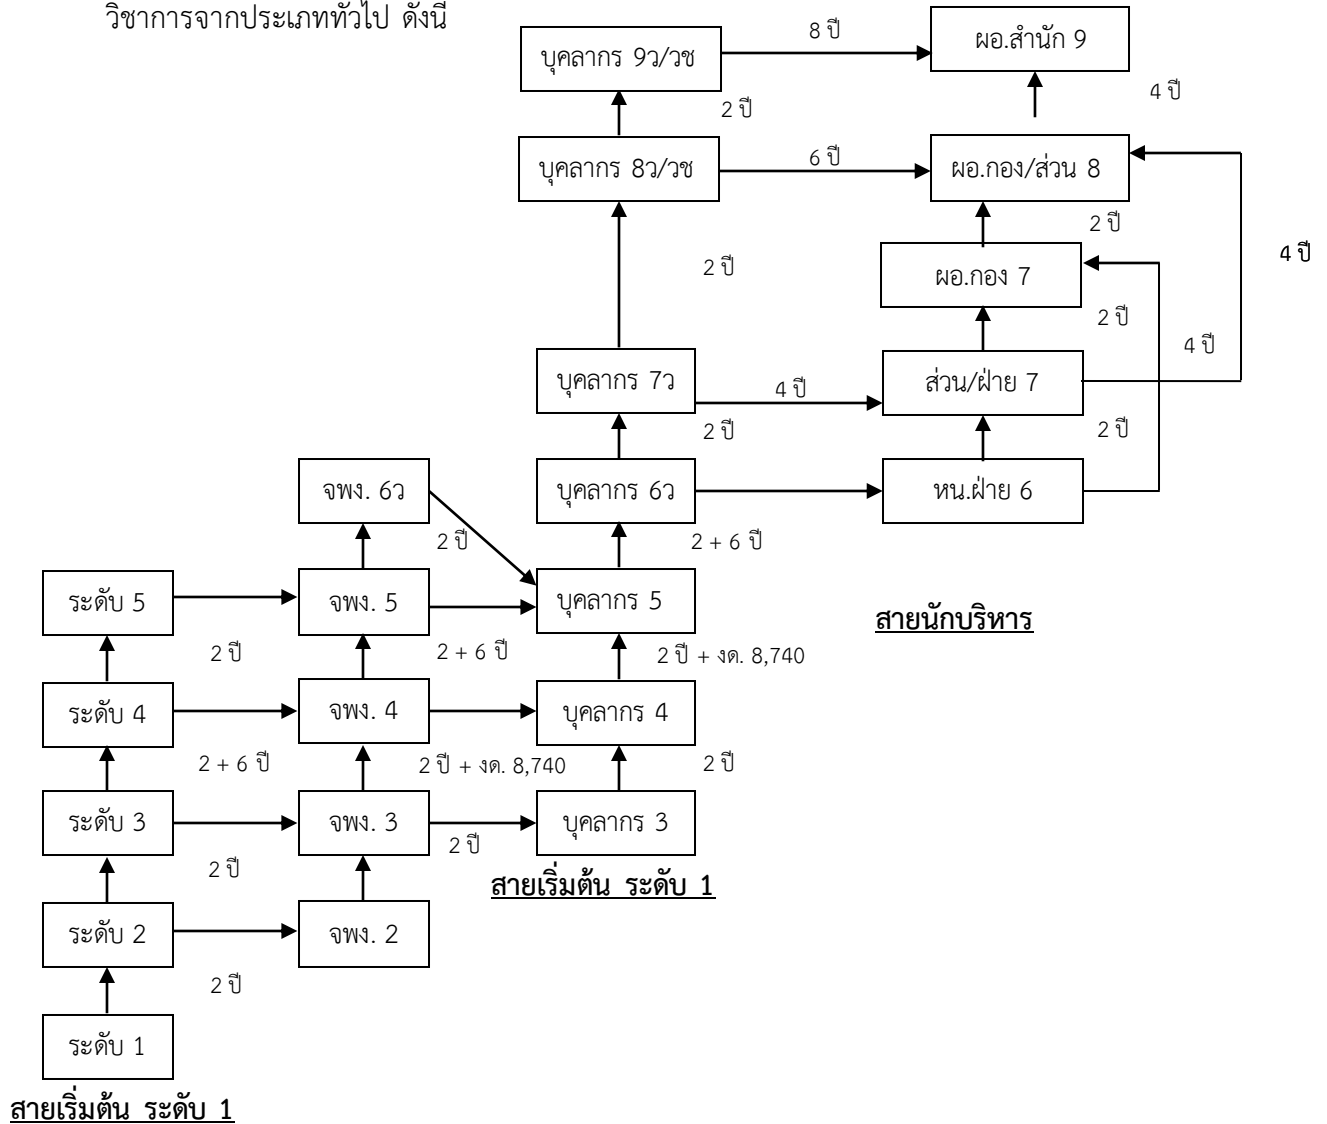 วิชาการจากประเภททั่วไป ดังนี้
บุคลากร 9ว/วช
8 ปี
ผอ.สำนัก 9
2 ปี
4 ปี
บุคลากร 8ว/วช
6 ปี
ผอ.กอง/ส่วน 8
2 ปี
2 ปี
4 ปี
ผอ.กอง 7
2 ปี
4 ปี
บุคลากร 7ว
4 ปี
ส่วน/ฝ่าย 7
2 ปี
2 ปี
จพง. 6ว
บุคลากร 6ว
หน.ฝ่าย 6
2 ปี
2 + 6 ปี
ระดับ 5
จพง. 5
บุคลากร 5
สายนักบริหาร
2 ปี
2 + 6 ปี
2 ปี + งด. 8,740
ระดับ 4
จพง. 4
บุคลากร 4
2 + 6 ปี
2 ปี + งด. 8,740
2 ปี
ระดับ 3
จพง. 3
บุคลากร 3
2 ปี
2 ปี
สายเริ่มต้น ระดับ 1
ระดับ 2
จพง. 2
2 ปี
ระดับ 1
สายเริ่มต้น ระดับ 1